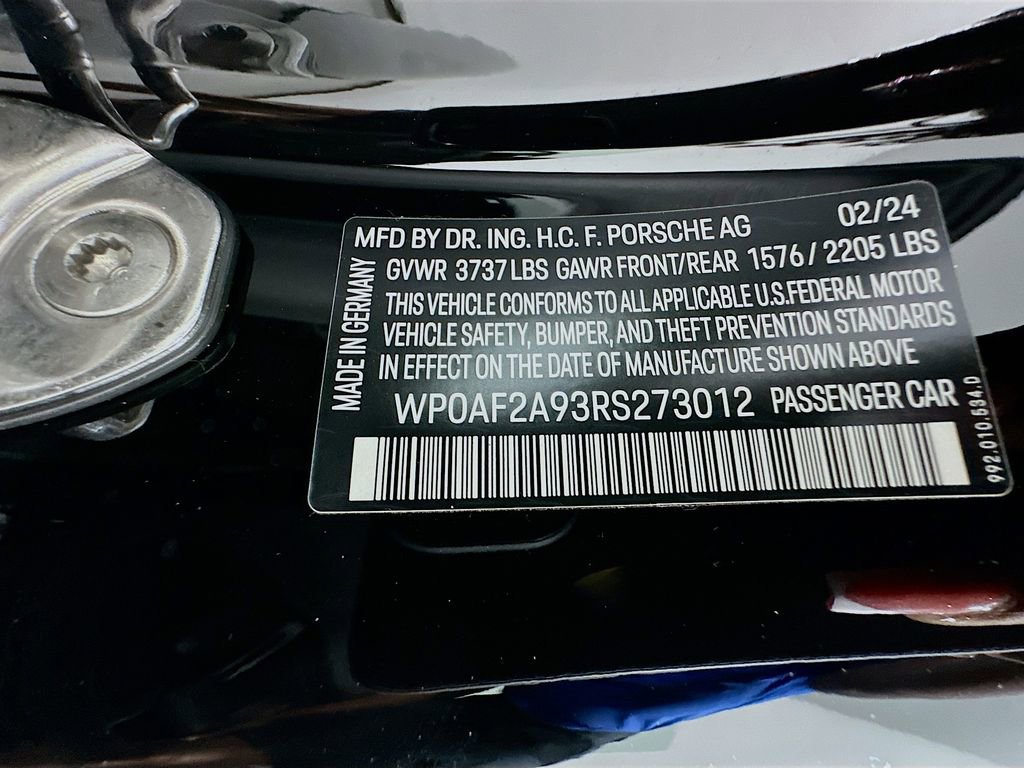 MFD BY DR. ING. H.C. F. PORSCHE AG 02/24
GVWR 3737 LBS GAWR FRONT/REAR 1576 / 2205 LBS
THIS VEHICLE CONFORMS TO ALL APPLICABLE U.S.FEDERAL MOTOR
VEHICLE SAFETY, BUMPER, AND THEFT PREVENTION STANDARDS
IN EFFECT ON THE DATE OF MANUFACTURE SHOWN ABOVE
WP0AF2A93RS273012 PASSENGER CAR
MADE IN GERMANY
992.010.534.D